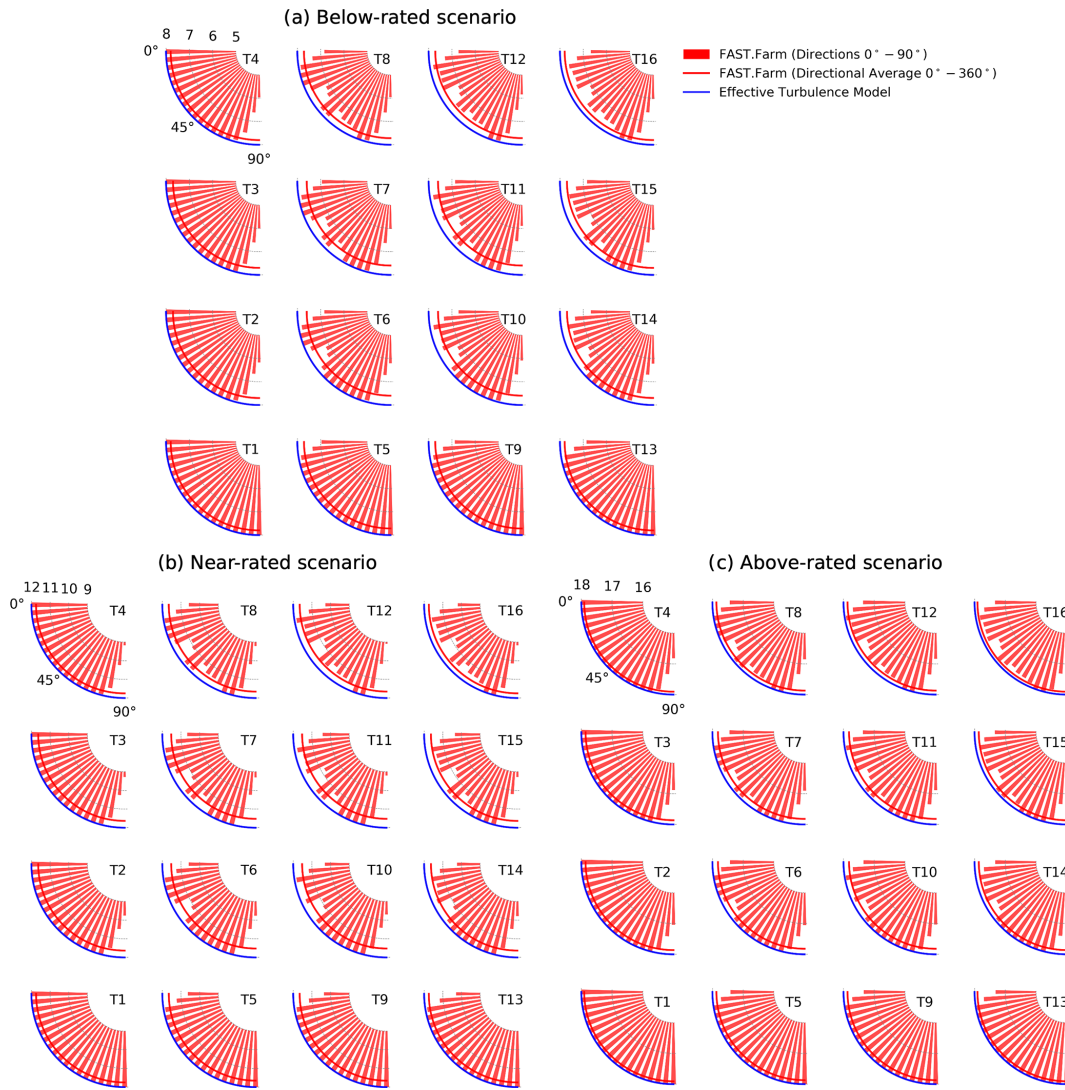 (a) Below-rated scenario
8 7 6 5
0°
T4 T8 T12 T16
45°
90°
FAST.Farm (Directions 0° − 90°)
FAST.Farm (Directional Average 0° − 360°)
Effective Turbulence Model
T3 T7 T11 T15
T2 T6 T10 T14
T1 T5 T9 T13
(b) Near-rated scenario
12 11 10 9
0°
T4 T8 T12 T16
45°
90°
T3 T7 T11 T15
T2 T6 T10 T14
T1 T5 T9 T13
(c) Above-rated scenario
18 17 16
0°
T4 T8 T12 T16
45°
90°
T3 T7 T11 T15
T2 T6 T10 T14
T1 T5 T9 T13